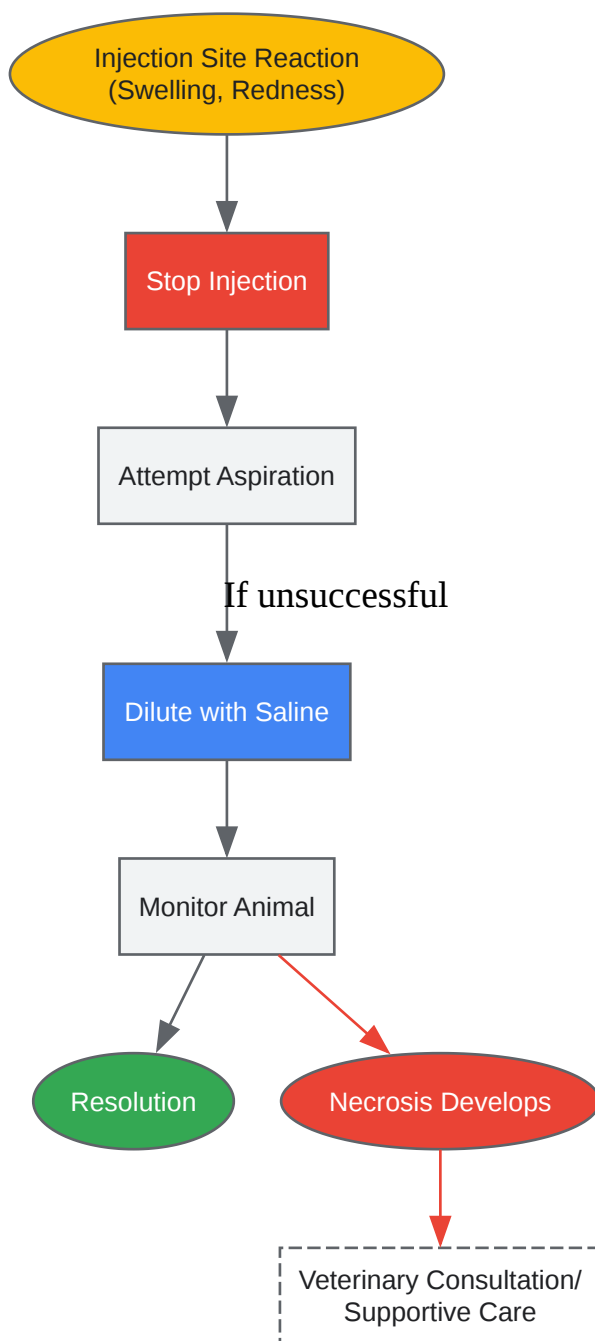 Injection Site Reaction
(Swelling, Redness)
Stop Injection
Attempt Aspiration
If unsuccessful
Dilute with Saline
Monitor Animal
Resolution
Necrosis Develops
Veterinary Consultation/
Supportive Care